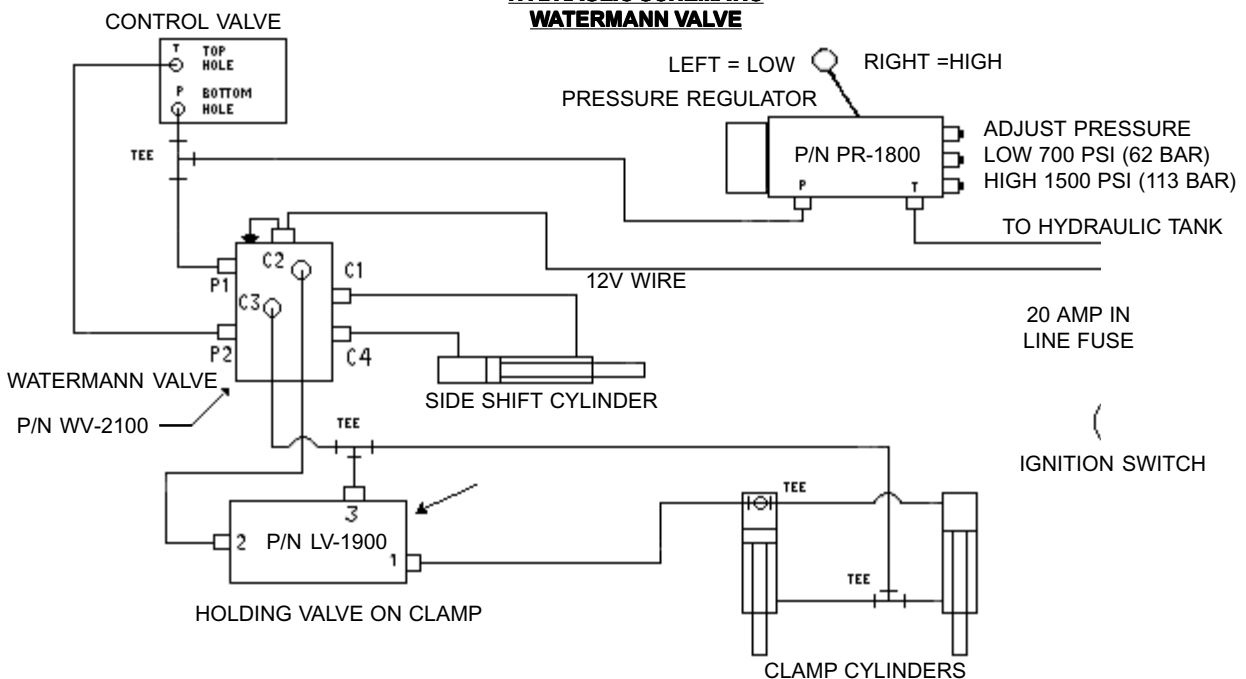 WATERMANN VALVE
CONTROL VALVE
T TOP
HOLE
P BOTTOM
HOLE
TEE
LEFT = LOW
RIGHT =HIGH
PRESSURE REGULATOR
P/N PR-1800
P T
ADJUST PRESSURE
LOW 700 PSI (62 BAR)
HIGH 1500 PSI (113 BAR)
TO HYDRAULIC TANK
12V WIRE
20 AMP IN
LINE FUSE
IGNITION SWITCH
C2
C1
P1
C3
P2
C4
WATERMANN VALVE
P/N WV-2100
SIDE SHIFT CYLINDER
TEE
3
2
P/N LV-1900
1
HOLDING VALVE ON CLAMP
TEE
TEE
CLAMP CYLINDERS